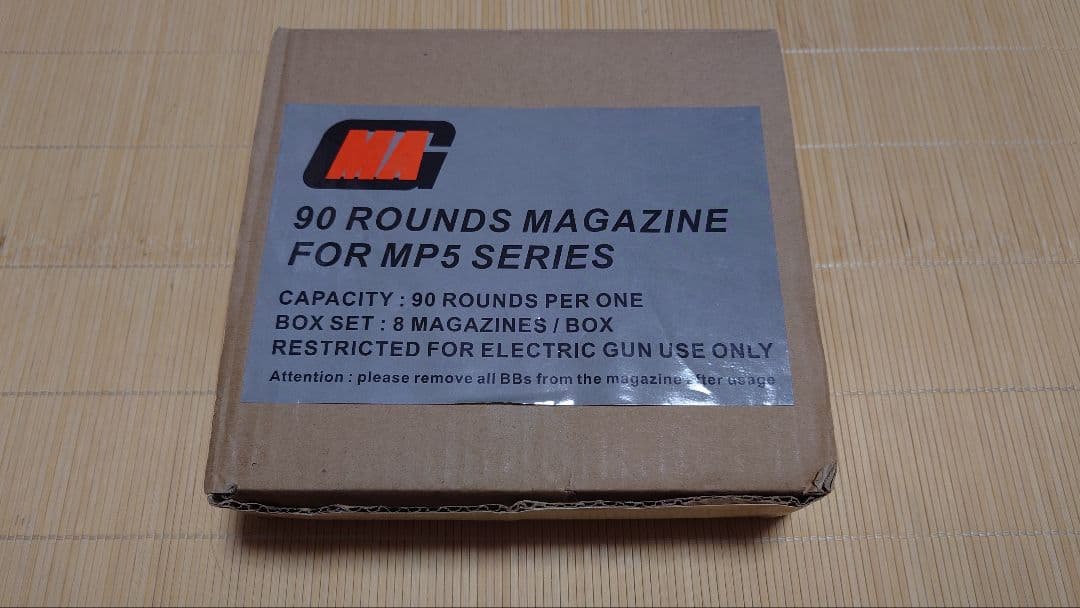 MAG
90 ROUNDS MAGAZINE
FOR MP5 SERIES
CAPACITY : 90 ROUNDS PER ONE
BOX SET : 8 MAGAZINES / BOX
RESTRICTED FOR ELECTRIC GUN USE ONLY
Attention : please remove all BBs from the magazine after usage